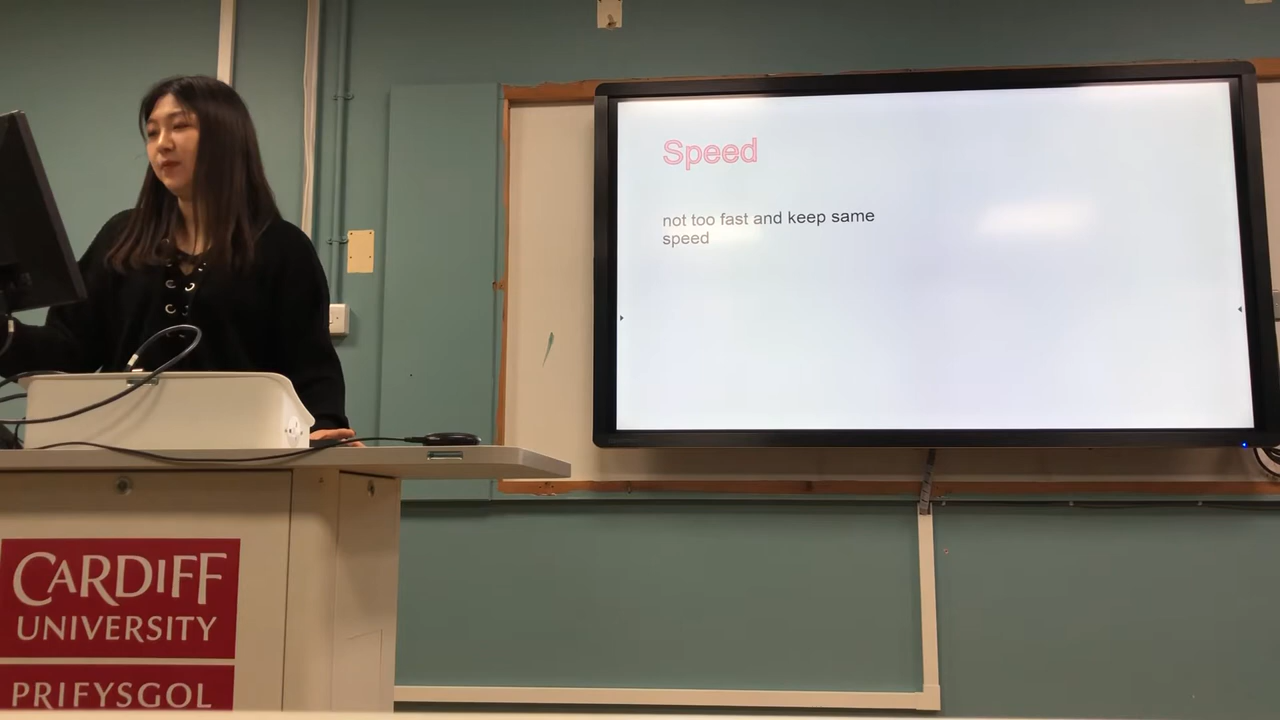 Speed
not too fast and keep same
speed
CARDIFF
UNIVERSITY
PRIFYSGOL